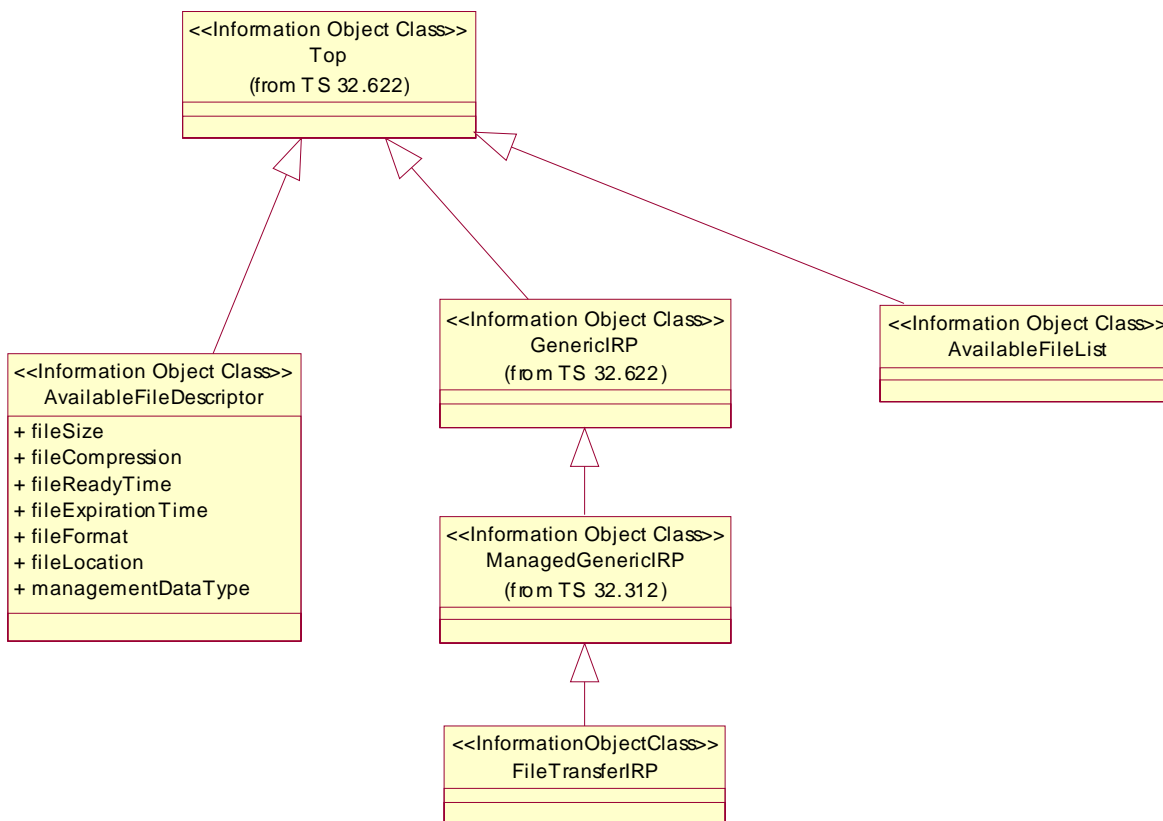 <<Information Object Class>>
Top
(from TS 32.622)
<<Information Object Class>>
GenericIRP
(from TS 32.622)
<<Information Object Class>>
AvailableFileList
<<Information Object Class>>
AvailableFileDescriptor
+ fileSize
+ fileCompression
+ fileReadyTime
+ fileExpirationTime
+ fileFormat
+ fileLocation
+ managementDataType
<<Information Object Class>>
ManagedGenericIRP
(from TS 32.312)
<<InformationObjectClass>>
FileTransferIRP